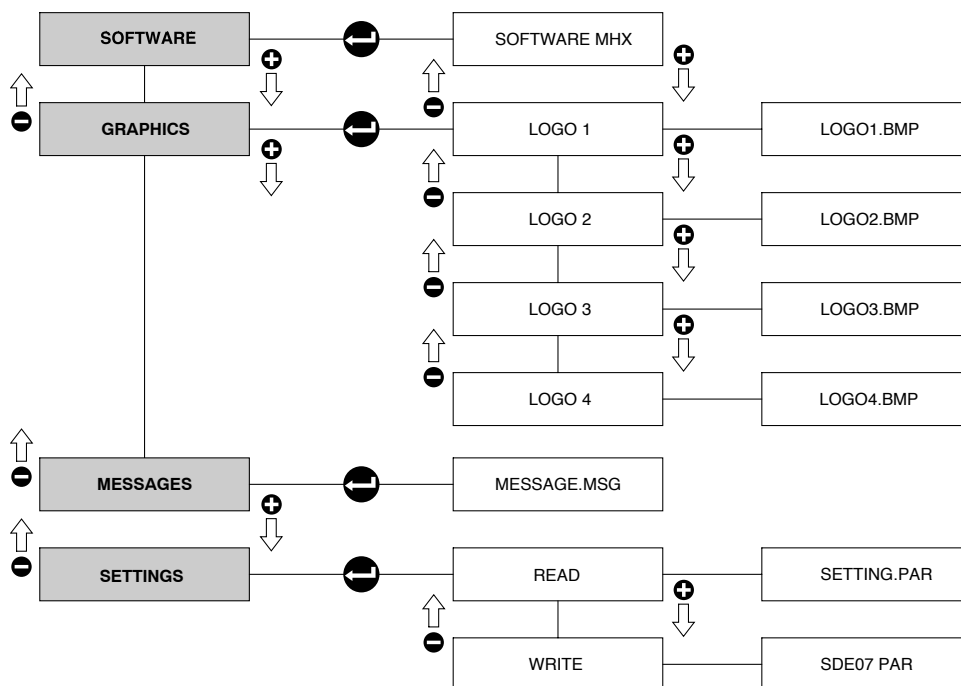 SOFTWARE
SOFTWARE MHX
GRAPHICS
LOGO 1
LOGO1.BMP
LOGO 2
LOGO2.BMP
LOGO 3
LOGO3.BMP
LOGO 4
LOGO4.BMP
MESSAGES
MESSAGE.MSG
SETTINGS
READ
SETTING.PAR
WRITE
SDE07 PAR